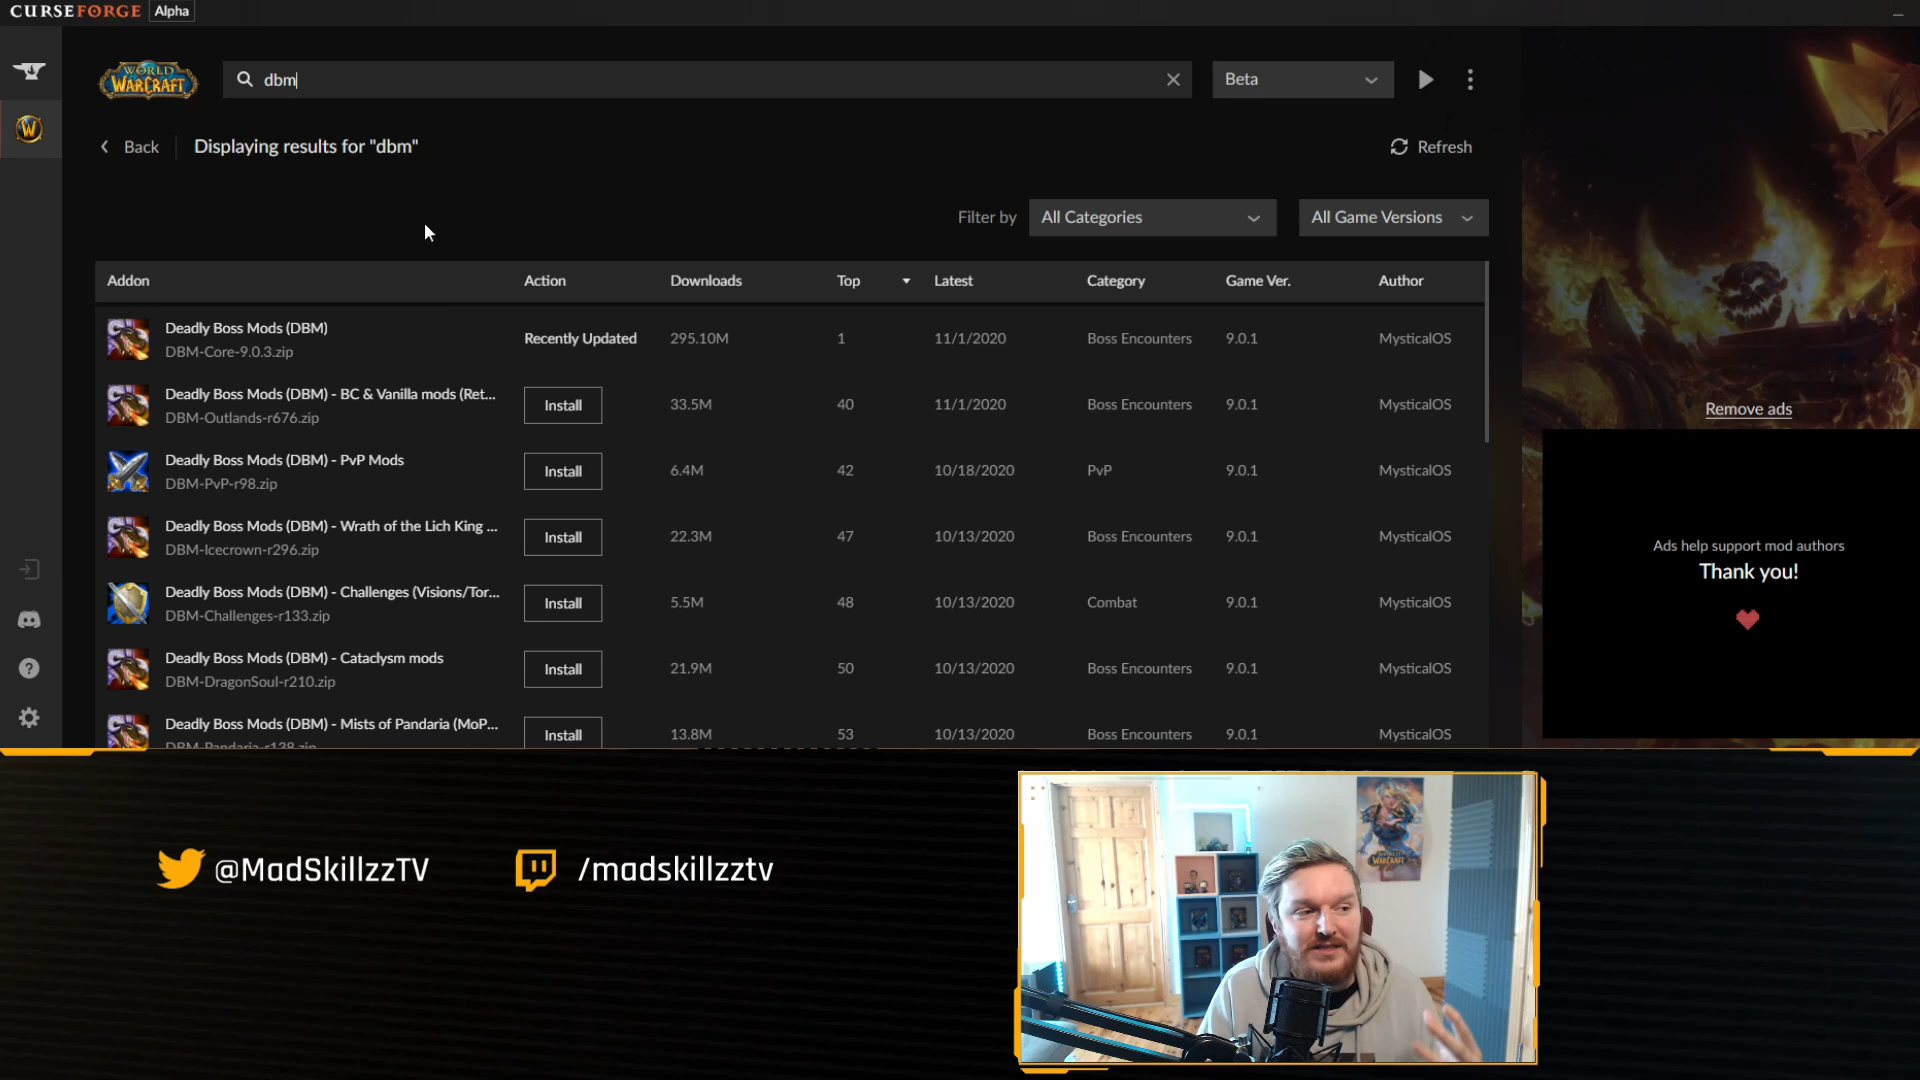 CURSEFORGE Alpha
WORLD
WARCRAFT
dbm
Beta
Back
Displaying results for "dbm"
Refresh
Filter by
All Categories
All Game Versions
Addon Action Downloads Top Latest Category Game Ver. Author
Deadly Boss Mods (DBM)
DBM-Core-9.0.3.zip
Recently Updated 295.10M 1 11/1/2020 Boss Encounters 9.0.1 MysticalOS
Deadly Boss Mods (DBM) - BC & Vanilla mods (Ret...
DBM-Outlands-r676.zip
Install 33.5M 40 11/1/2020 Boss Encounters 9.0.1 MysticalOS
Deadly Boss Mods (DBM) - PvP Mods
DBM-PvP-r98.zip
Install 6.4M 42 10/18/2020 PvP 9.0.1 MysticalOS
Deadly Boss Mods (DBM) - Wrath of the Lich King ...
DBM-Icecrown-r296.zip
Install 22.3M 47 10/13/2020 Boss Encounters 9.0.1 MysticalOS
Deadly Boss Mods (DBM) - Challenges (Visions/Tor...
DBM-Challenges-r133.zip
Install 5.5M 48 10/13/2020 Combat 9.0.1 MysticalOS
Deadly Boss Mods (DBM) - Cataclysm mods
DBM-DragonSoul-r210.zip
Install 21.9M 50 10/13/2020 Boss Encounters 9.0.1 MysticalOS
Deadly Boss Mods (DBM) - Mists of Pandaria (MoP...
DBM-Pandaria-r128.zip
Install 13.8M 53 10/13/2020 Boss Encounters 9.0.1 MysticalOS
Remove ads
Ads help support mod authors
Thank you!
@MadSkillzzTV
/madskillzztv
WARCRAFT